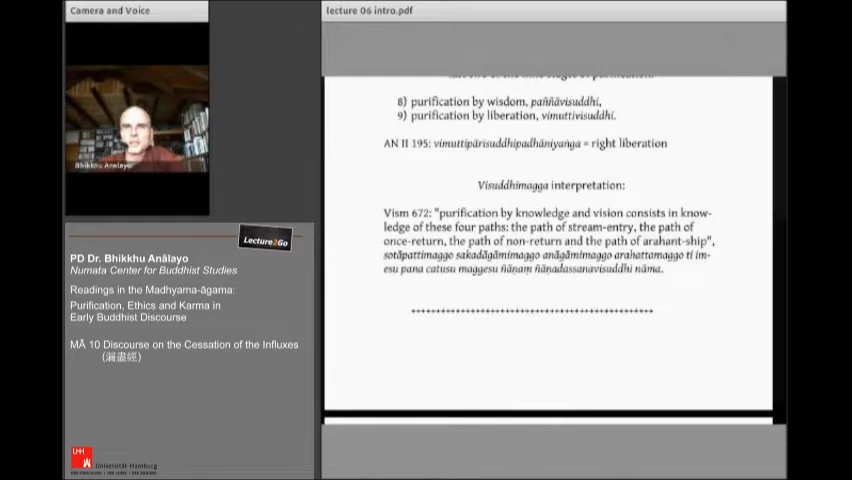 Camera and Voice
Bhikkhu Analayo
Lecture2Go
PD Dr. Bhikkhu Anālayo
Numata Center for Buddhist Studies
Readings in the Madhyama-āgama:
Purification, Ethics and Karma in
Early Buddhist Discourse
MĀ 10 Discourse on the Cessation of the Influxes
(漏盡經)
UH
Universität Hamburg
lecture 06 intro.pdf
8) purification by wisdom, paññāvisuddhi,
9) purification by liberation, vimuttivisuddhi.
AN II 195: vimuttipārisuddhipadhāniyaṅga = right liberation
Visuddhimagga interpretation:
Vism 672: "purification by knowledge and vision consists in know-
ledge of these four paths: the path of stream-entry, the path of
once-return, the path of non-return and the path of arahant-ship",
sotāpattimaggo sakadāgāmimaggo anāgāmimaggo arahattamaggo ti im-
esu pana catusu maggesu ñāṇaṃ ñāṇadassanavisuddhi nāma.